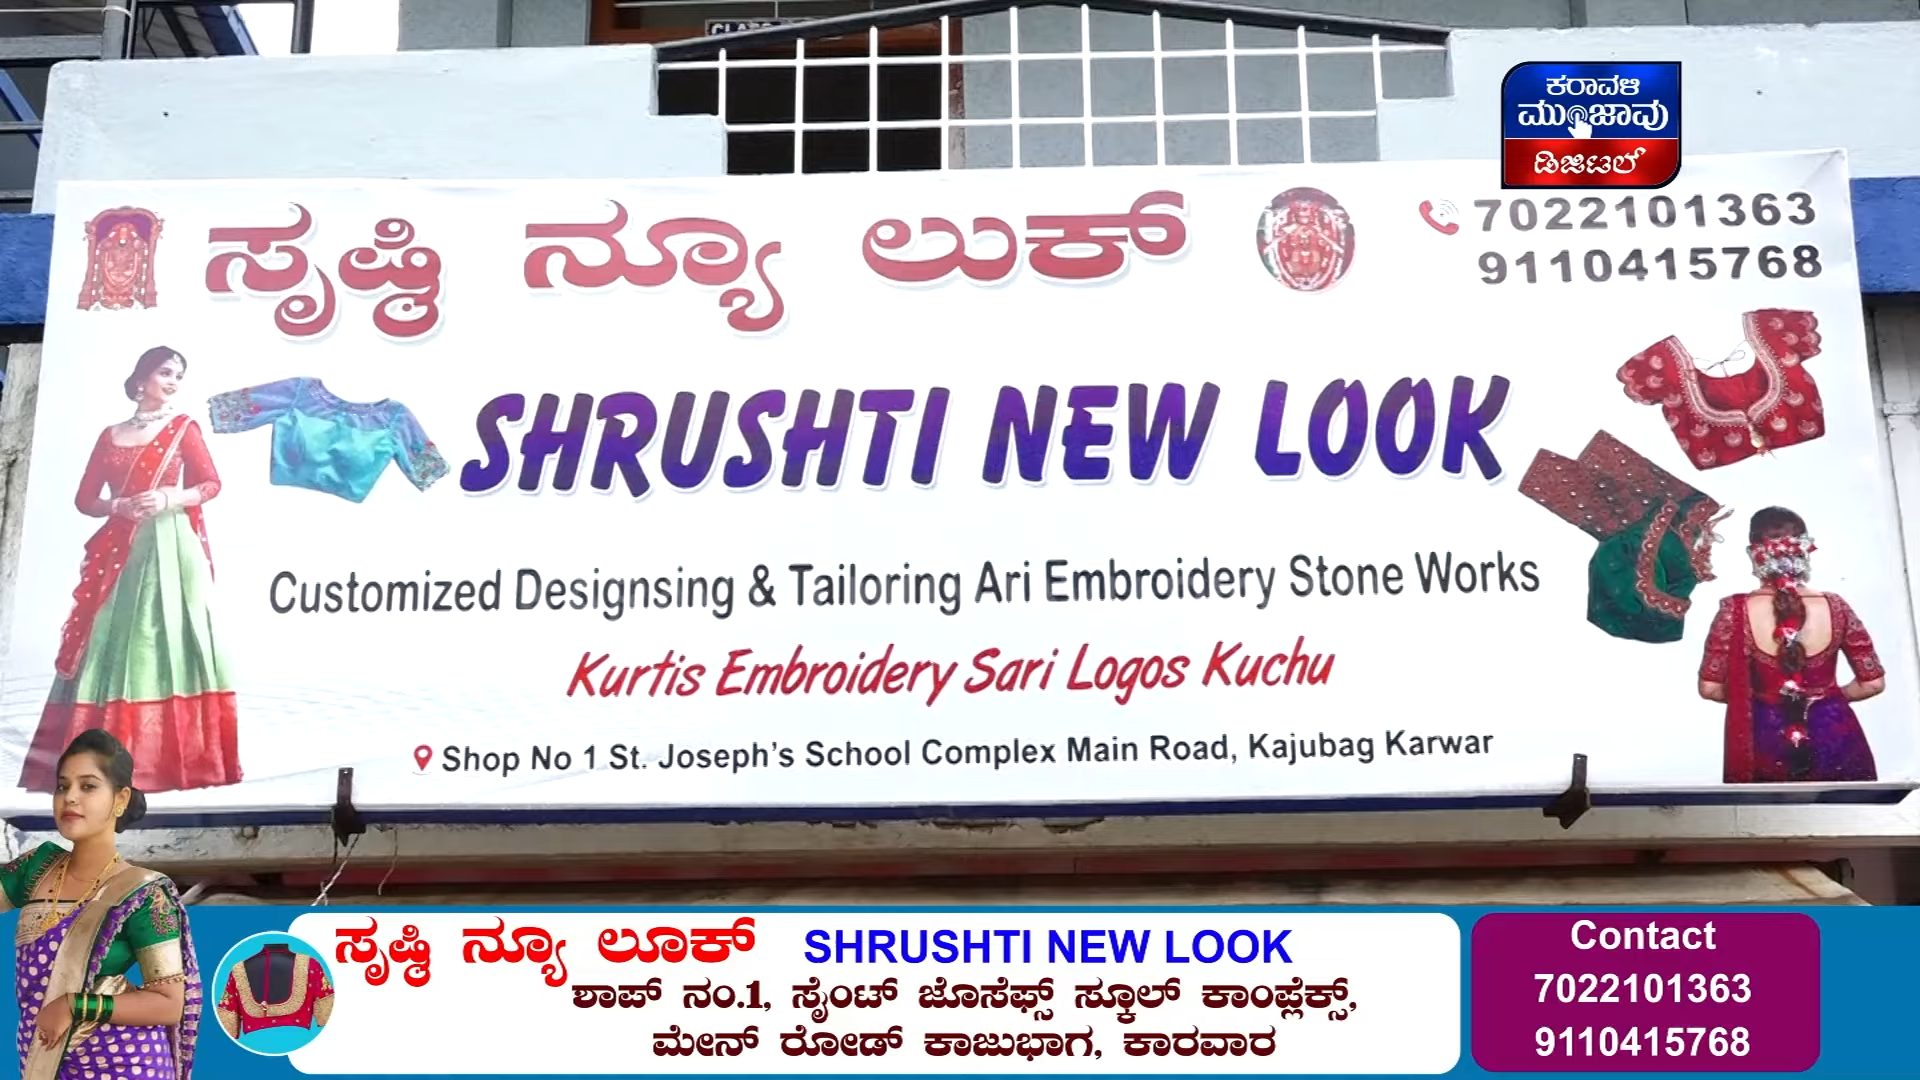 ಕರಾವಳಿ
ಮುಂಜಾವು
ಡಿಜಿಟಲ್
ಸೃಷ್ಠಿ ನ್ಯೂ ಲುಕ್
7022101363
9110415768
SHRUSHTI NEW LOOK
Customized Designsing & Tailoring Ari Embroidery Stone Works
Kurtis Embroidery Sari Logos Kuchu
Shop No 1 St. Joseph's School Complex Main Road, Kajubag Karwar
ಸೃಷ್ಠಿ ನ್ಯೂ ಲೂಕ್ SHRUSHTI NEW LOOK
ಶಾಪ್ ನಂ.1, ಸೈಂಟ್ ಜೊಸೆಫ್ಸ್ ಸ್ಕೂಲ್ ಕಾಂಪ್ಲೆಕ್ಸ್,
ಮೇನ್ ರೋಡ್ ಕಾಜುಭಾಗ, ಕಾರವಾರ
Contact
7022101363
9110415768